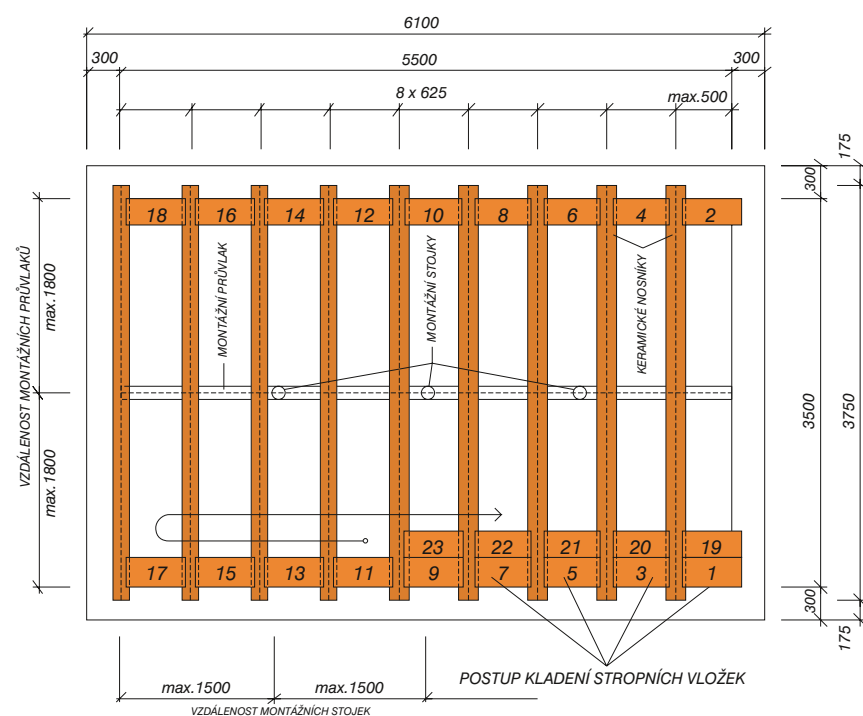 6100
300 5500 300
8 x 625 max.500
175
300
18 16 14 12 10 8 6 4 2
VZDÁLENOST MONTÁŽNÍCH PRŮVLAKŮ
max.1800
max.1800
MONTÁŽNÍ PRŮVLAK
MONTÁŽNÍ STOJKY
KERAMICKÉ NOSNÍKY
3500
3750
23 22 21 20 19
17 15 13 11 9 7 5 3 1
300
175
max.1500 max.1500
VZDÁLENOST MONTÁŽNÍCH STOJEK
POSTUP KLADENÍ STROPNÍCH VLOŽEK